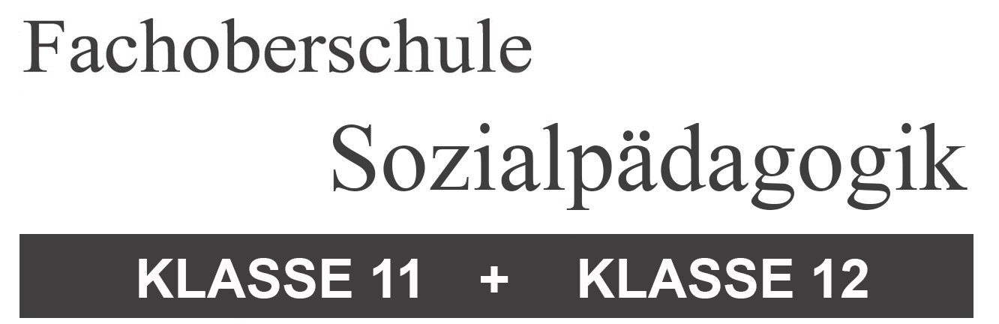 Fachoberschule
Sozialpädagogik
KLASSE 11 + KLASSE 12